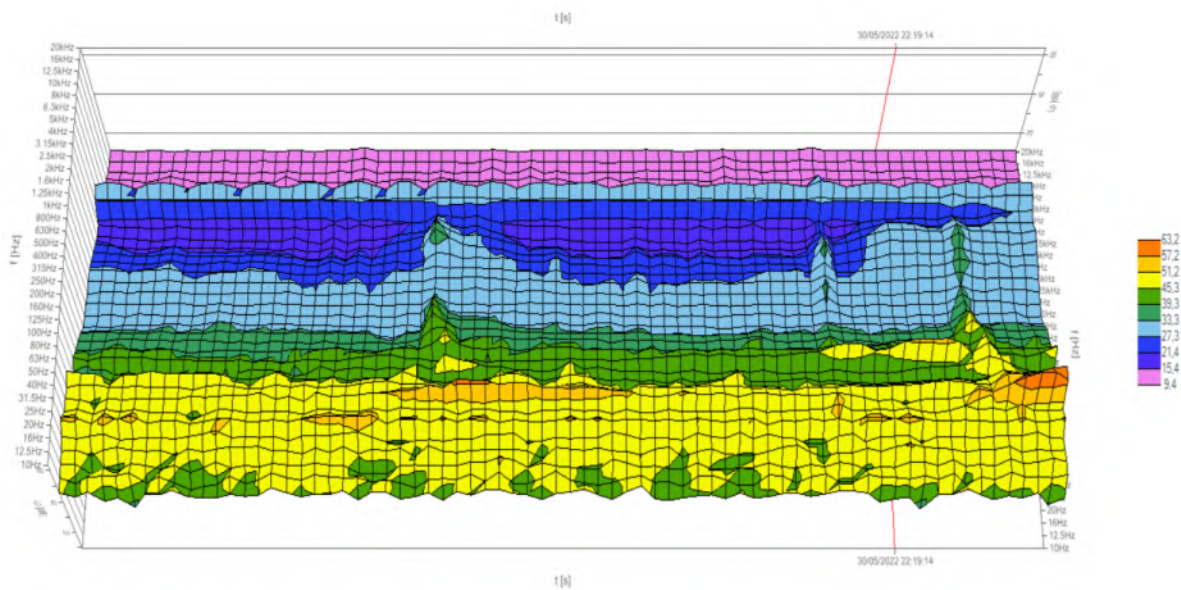 t [s]
30/05/2022 22:19:14
20kHz
16kHz
12.5kHz
10kHz
8kHz
6.3kHz
5kHz
4kHz
3.15kHz
2.5kHz
2kHz
1.6kHz
1.25kHz
1kHz
800Hz
630Hz
500Hz
400Hz
315Hz
250Hz
200Hz
160Hz
125Hz
100Hz
80Hz
63Hz
50Hz
40Hz
31.5Hz
25Hz
20Hz
16Hz
12.5Hz
10Hz
f [Hz]
20kHz
16kHz
12.5kHz
f [Hz]
20Hz
16Hz
12.5Hz
10Hz
63,2
57,2
51,2
45,3
39,3
33,3
27,3
21,4
15,4
9,4
30/05/2022 22:19:14
t [s]